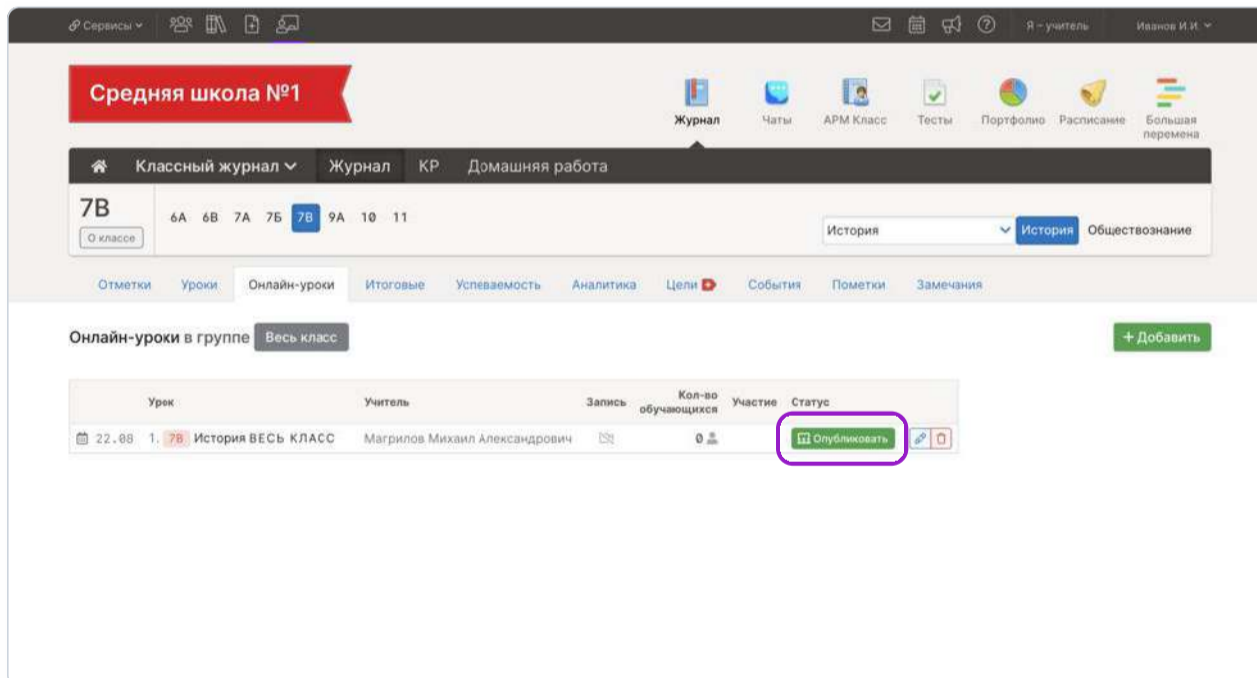 Сервисы
Я - учитель
Иванов И.И.
Средняя школа №1
Журнал
Чаты
АРМ Класс
Тесты
Портфолио
Расписание
Большая перемена
Классный журнал
Журнал
КР
Домашняя работа
7В
О классе
6А 6В 7А 7Б 7В 9А 10 11
История
История
Обществознание
Отметки Уроки Онлайн-уроки Итоговые Успеваемость Аналитика Цели События Пометки Замечания
Онлайн-уроки в группе Весь класс
+ Добавить
Урок Учитель Запись Кол-во обучающихся Участие Статус
22.08 1. 7В История ВЕСЬ КЛАСС Магрилов Михаил Александрович 0 Опубликовать